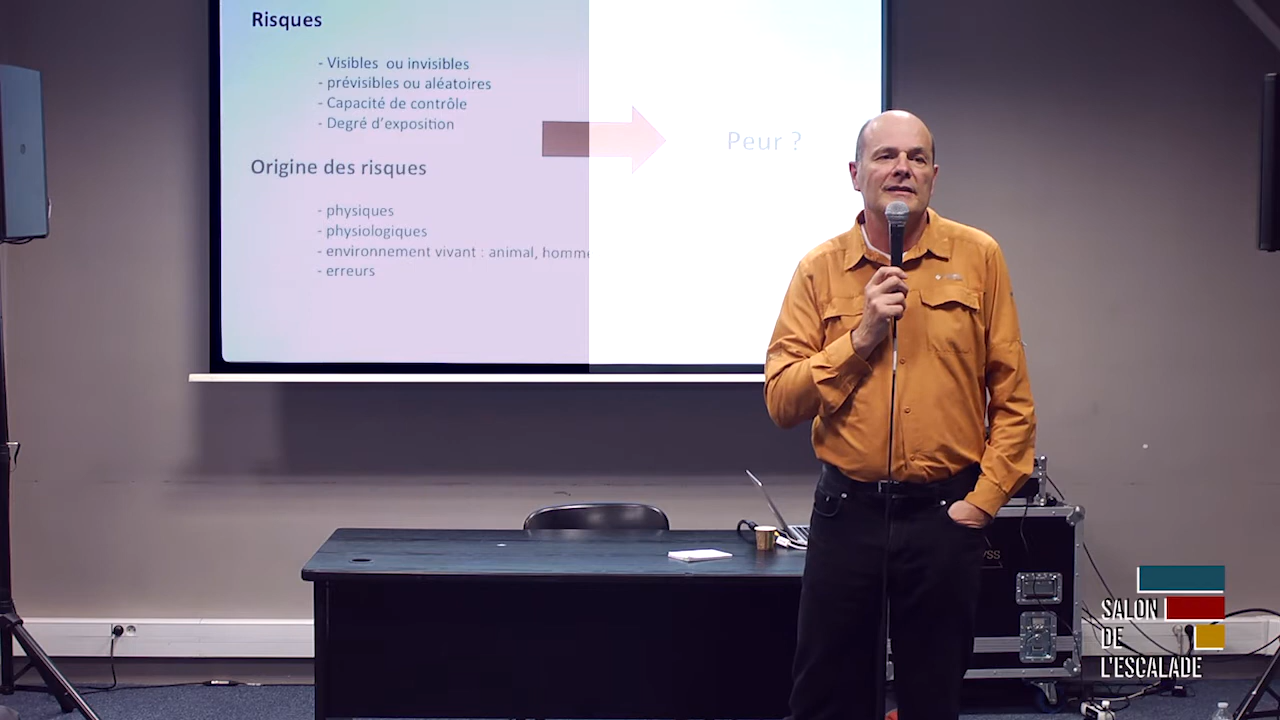 Risques
- Visibles ou invisibles
- prévisibles ou aléatoires
- Capacité de contrôle
- Degré d'exposition
Peur ?
Origine des risques
- physiques
- physiologiques
- environnement vivant : animal, homme
- erreurs
SALON
DE
L'ESCALADE